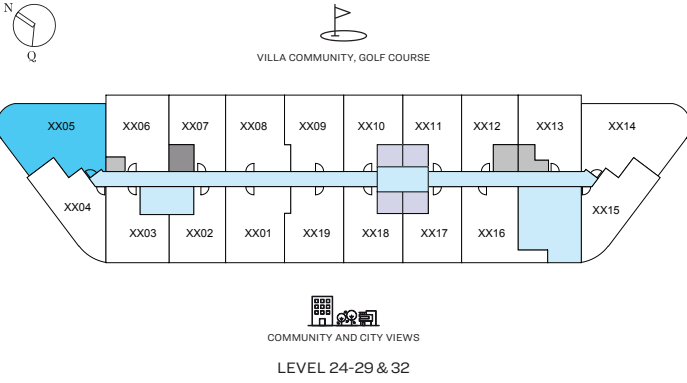 N
Q
VILLA COMMUNITY, GOLF COURSE
XX05 XX06 XX07 XX08 XX09 XX10 XX11 XX12 XX13 XX14
XX04 XX03 XX02 XX01 XX19 XX18 XX17 XX16 XX15
COMMUNITY AND CITY VIEWS
LEVEL 24-29 & 32